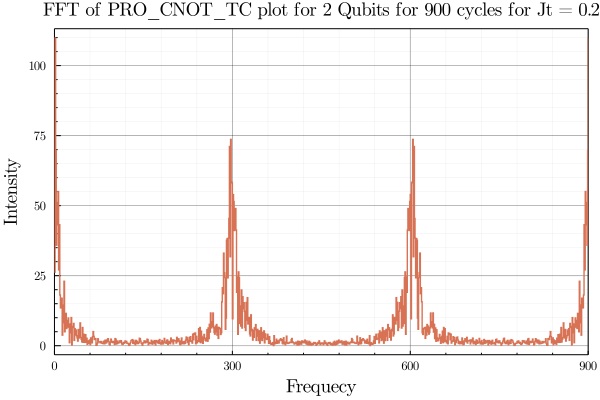 FFT of PRO_CNOT_TC plot for 2 Qubits for 900 cycles for Jt = 0.2
100
75
50
25
0
Intensity
0 300 600 900
Frequecy